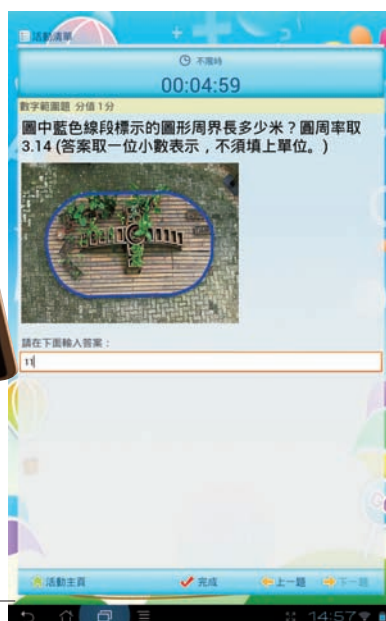 活動清單
不限時
00:04:59
數字範圍題 分值1分
圖中藍色線段標示的圖形周界長多少米？圓周率取
3.14 (答案取一位小數表示，不須填上單位。)
請在下面輸入答案：
11
活動主頁
完成
上一題
下一題
14:57